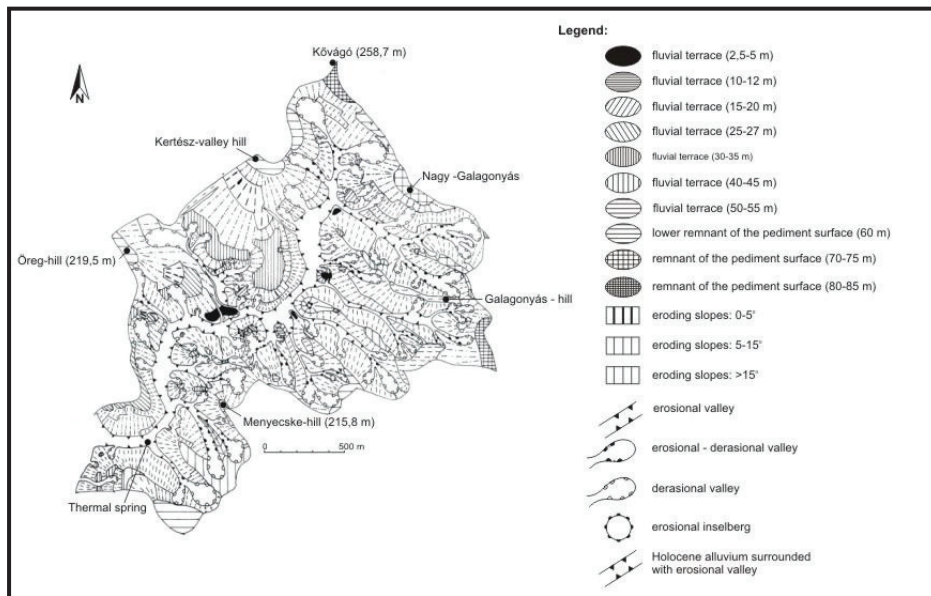 Legend:
Kővágó (258,7 m)
N
Kertész-valley hill
Nagy -Galagonyás
Öreg-hill (219,5 m)
Galagonyás - hill
Menyecske-hill (215,8 m)
0 500 m
Thermal spring
fluvial terrace (2,5-5 m)
fluvial terrace (10-12 m)
fluvial terrace (15-20 m)
fluvial terrace (25-27 m)
fluvial terrace (30-35 m)
fluvial terrace (40-45 m)
fluvial terrace (50-55 m)
lower remnant of the pediment surface (60 m)
remnant of the pediment surface (70-75 m)
remnant of the pediment surface (80-85 m)
eroding slopes: 0-5°
eroding slopes: 5-15°
eroding slopes: >15°
erosional valley
erosional - derasional valley
derasional valley
erosional inselberg
Holocene alluvium surrounded
with erosional valley